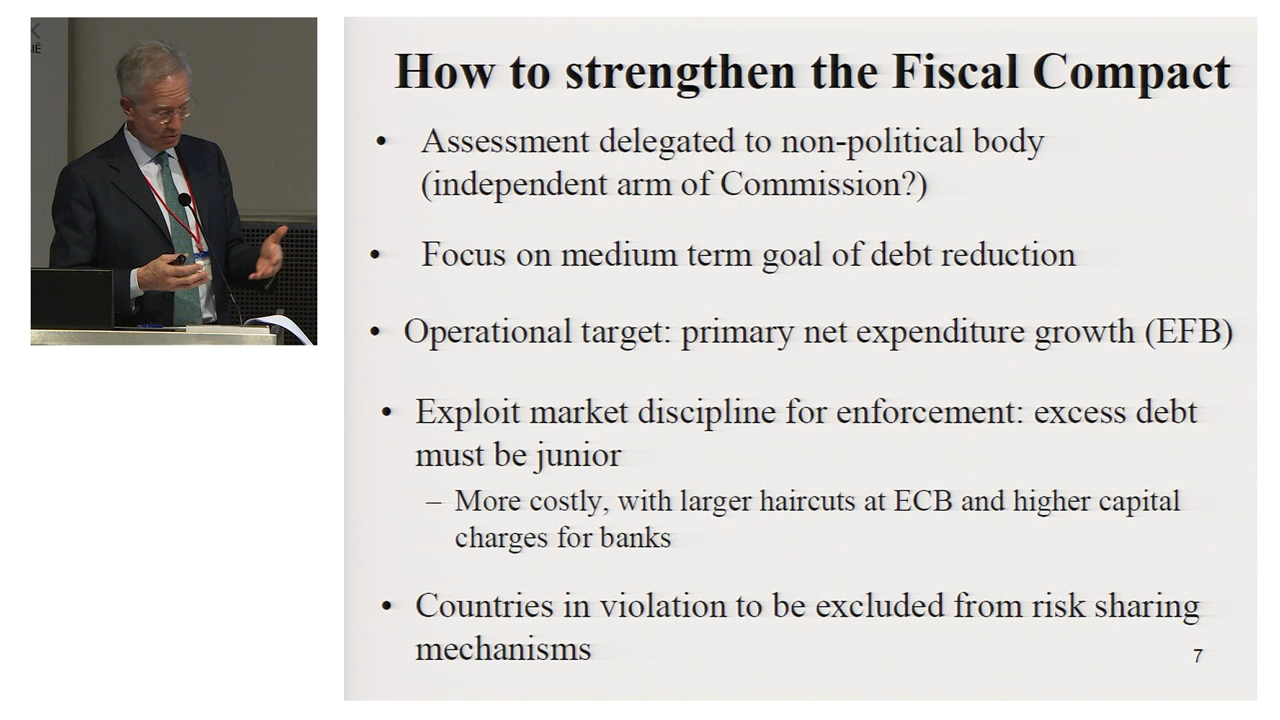 How to strengthen the Fiscal Compact
• Assessment delegated to non-political body
(independent arm of Commission?)
• Focus on medium term goal of debt reduction
• Operational target: primary net expenditure growth (EFB)
• Exploit market discipline for enforcement: excess debt
must be junior
– More costly, with larger haircuts at ECB and higher capital
charges for banks
• Countries in violation to be excluded from risk sharing
mechanisms
7